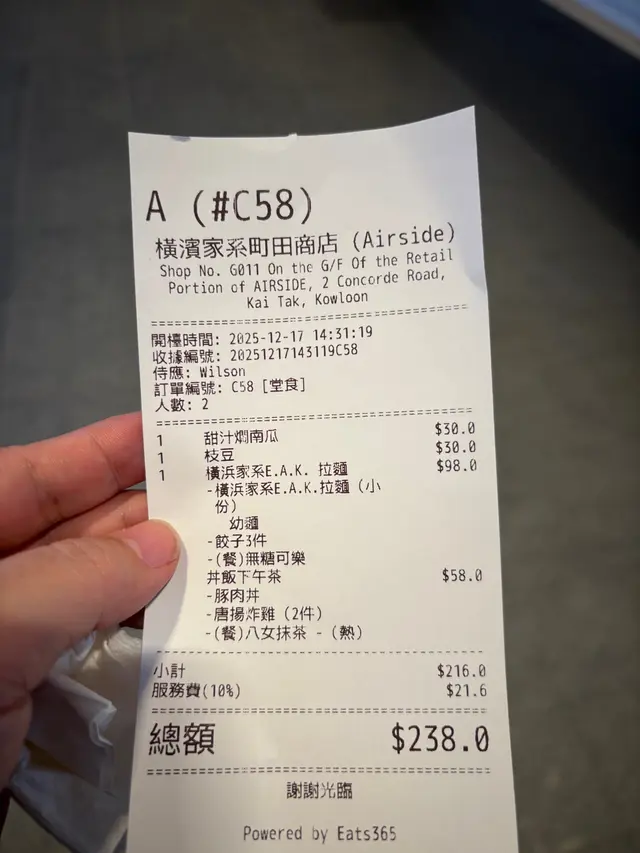 A (#C58)
橫濱家系町田商店 (Airside)
Shop No. G011 On the G/F Of the Retail
Portion of AIRSIDE, 2 Concorde Road,
Kai Tak, Kowloon
開檯時間: 2025-12-17 14:31:19
收據編號: 20251217143119C58
侍應: Wilson
訂單編號: C58 [堂食]
人數: 2
1 甜汁燜南瓜 $30.0
1 枝豆 $30.0
1 橫浜家系E.A.K. 拉麵 $98.0
-橫浜家系E.A.K.拉麵（小
份）
幼麵
-餃子3件
-(餐)無糖可樂
丼飯下午茶 $58.0
-豚肉丼
-唐揚炸雞（2件）
-(餐)八女抹茶 -（熱）
小計 $216.0
服務費(10%) $21.6
總額 $238.0
謝謝光臨
Powered by Eats365